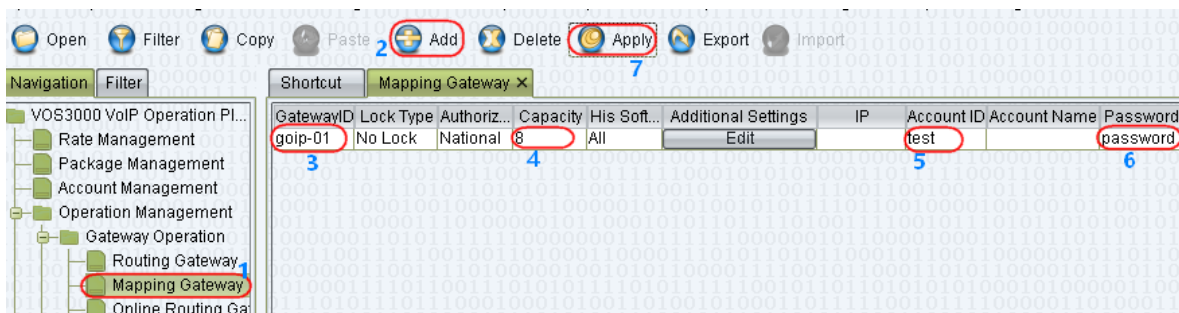 Open Filter Copy Paste 2 Add Delete Apply Export Import
7
Navigation Filter Shortcut Mapping Gateway ×
VOS3000 VoIP Operation Pl... GatewayID Lock Type Authoriz... Capacity His Soft... Additional Settings IP Account ID Account Name Password
Rate Management goip-01 No Lock National 8 All Edit test password
Package Management 3 4 5 6
Account Management
Operation Management
Gateway Operation
Routing Gateway
Mapping Gateway 1
Online Routing Ga